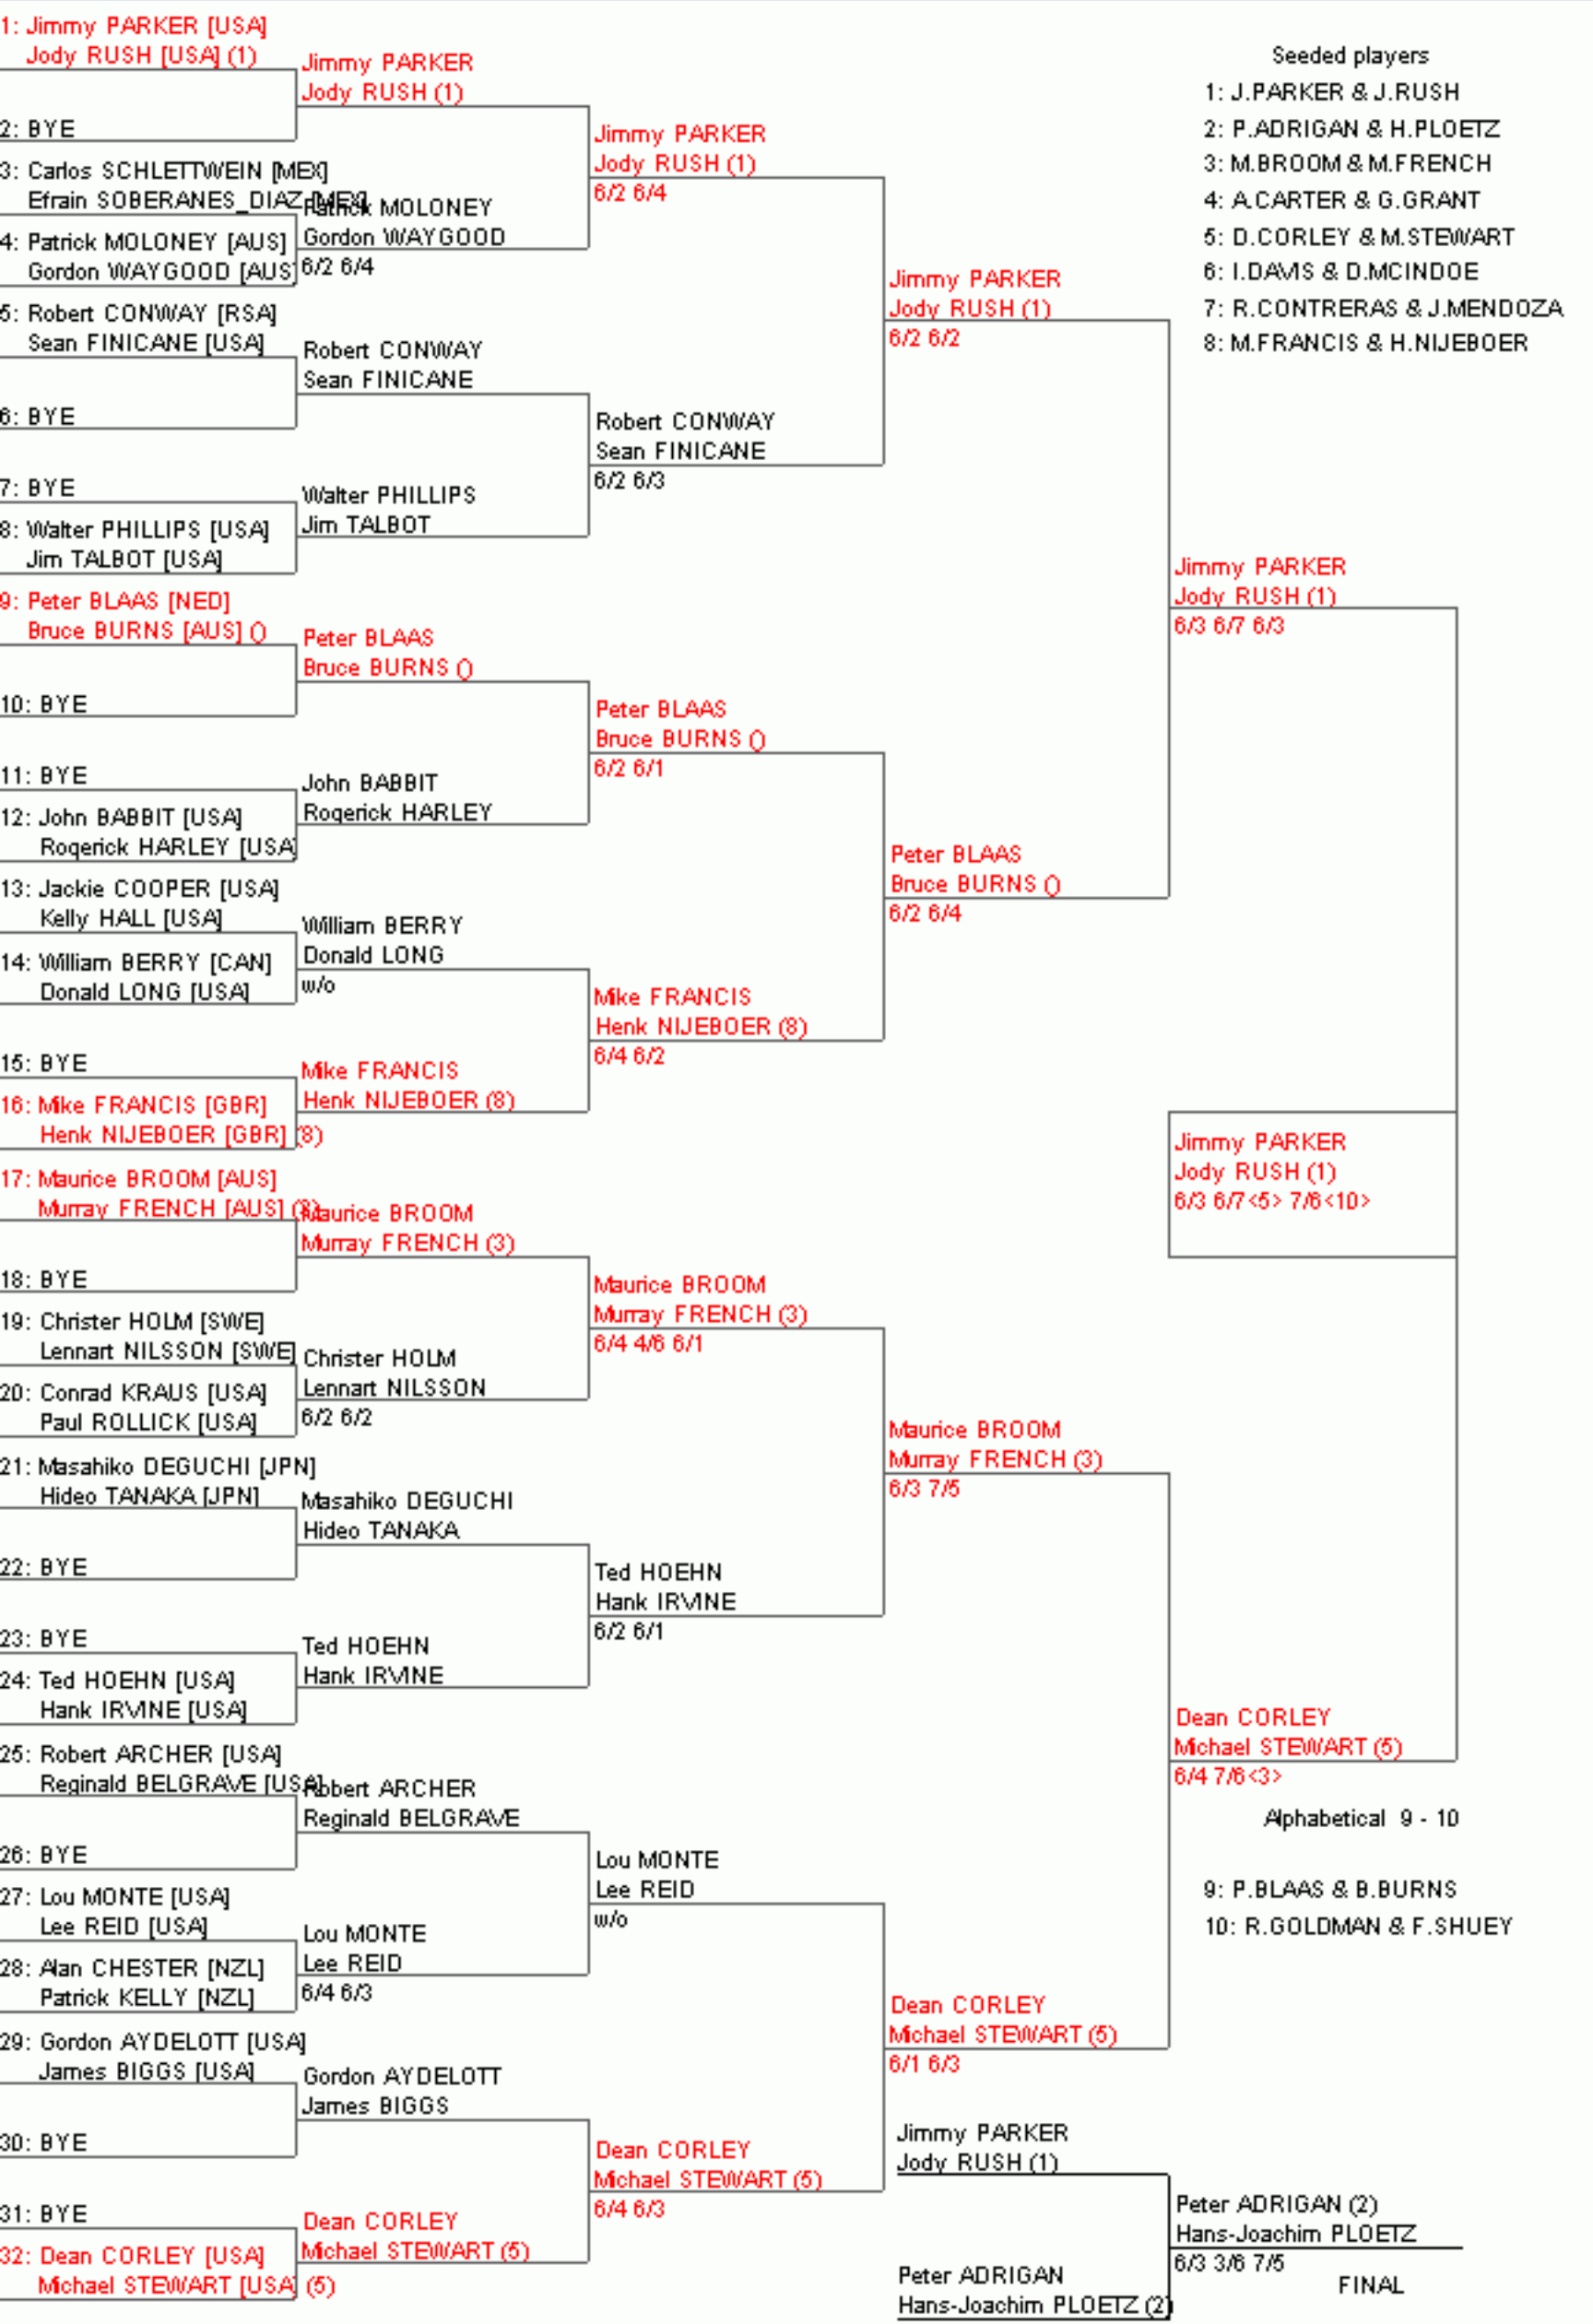 1: Jimmy PARKER [USA]
Jody RUSH [USA] (1)
2: BYE
3: Carlos SCHLETTWEIN [MEX]
Efrain SOBERANES_DIAZ [MEX]
4: Patrick MOLONEY [AUS]
Gordon WAYGOOD [AUS]
5: Robert CONWAY [RSA]
Sean FINICANE [USA]
6: BYE
7: BYE
8: Walter PHILLIPS [USA]
Jim TALBOT [USA]
9: Peter BLAAS [NED]
Bruce BURNS [AUS] ()
10: BYE
11: BYE
12: John BABBIT [USA]
Rogerick HARLEY [USA]
13: Jackie COOPER [USA]
Kelly HALL [USA]
14: William BERRY [CAN]
Donald LONG [USA]
15: BYE
16: Mike FRANCIS [GBR]
Henk NIJEBOER [GBR] (8)
17: Maurice BROOM [AUS]
Murray FRENCH [AUS] (3)
18: BYE
19: Christer HOLM [SWE]
Lennart NILSSON [SWE]
20: Conrad KRAUS [USA]
Paul ROLLICK [USA]
21: Masahiko DEGUCHI [JPN]
Hideo TANAKA [JPN]
22: BYE
23: BYE
24: Ted HOEHN [USA]
Hank IRVINE [USA]
25: Robert ARCHER [USA]
Reginald BELGRAVE [USA]
26: BYE
27: Lou MONTE [USA]
Lee REID [USA]
28: Alan CHESTER [NZL]
Patrick KELLY [NZL]
29: Gordon AYDELOTT [USA]
James BIGGS [USA]
30: BYE
31: BYE
32: Dean CORLEY [USA]
Michael STEWART [USA] (5)
Jimmy PARKER
Jody RUSH (1)
Patrick MOLONEY
Gordon WAYGOOD
6/2 6/4
Robert CONWAY
Sean FINICANE
Walter PHILLIPS
Jim TALBOT
Peter BLAAS
Bruce BURNS ()
John BABBIT
Rogerick HARLEY
William BERRY
Donald LONG
w/o
Mike FRANCIS
Henk NIJEBOER (8)
Maurice BROOM
Murray FRENCH (3)
Christer HOLM
Lennart NILSSON
6/2 6/2
Masahiko DEGUCHI
Hideo TANAKA
Ted HOEHN
Hank IRVINE
Robert ARCHER
Reginald BELGRAVE
Lou MONTE
Lee REID
6/4 6/3
Gordon AYDELOTT
James BIGGS
Dean CORLEY
Michael STEWART (5)
Jimmy PARKER
Jody RUSH (1)
6/2 6/4
Robert CONWAY
Sean FINICANE
6/2 6/3
Peter BLAAS
Bruce BURNS ()
6/2 6/1
Mike FRANCIS
Henk NIJEBOER (8)
6/4 6/2
Maurice BROOM
Murray FRENCH (3)
6/4 4/6 6/1
Ted HOEHN
Hank IRVINE
6/2 6/1
Lou MONTE
Lee REID
w/o
Dean CORLEY
Michael STEWART (5)
6/4 6/3
Jimmy PARKER
Jody RUSH (1)
6/2 6/2
Peter BLAAS
Bruce BURNS ()
6/2 6/4
Maurice BROOM
Murray FRENCH (3)
6/3 7/5
Dean CORLEY
Michael STEWART (5)
6/1 6/3
Jimmy PARKER
Jody RUSH (1)
Peter ADRIGAN
Hans-Joachim PLOETZ (2)
Seeded players
1: J.PARKER & J.RUSH
2: P.ADRIGAN & H.PLOETZ
3: M.BROOM & M.FRENCH
4: A.CARTER & G.GRANT
5: D.CORLEY & M.STEWART
6: I.DAVIS & D.MCINDOE
7: R.CONTRERAS & J.MENDOZA
8: M.FRANCIS & H.NIJEBOER
Jimmy PARKER
Jody RUSH (1)
6/3 6/7 6/3
Jimmy PARKER
Jody RUSH (1)
6/3 6/7<5> 7/6<10>
Dean CORLEY
Michael STEWART (5)
6/4 7/6<3>
Alphabetical 9 - 10
9: P.BLAAS & B.BURNS
10: R.GOLDMAN & F.SHUEY
Peter ADRIGAN (2)
Hans-Joachim PLOETZ
6/3 3/6 7/5
FINAL